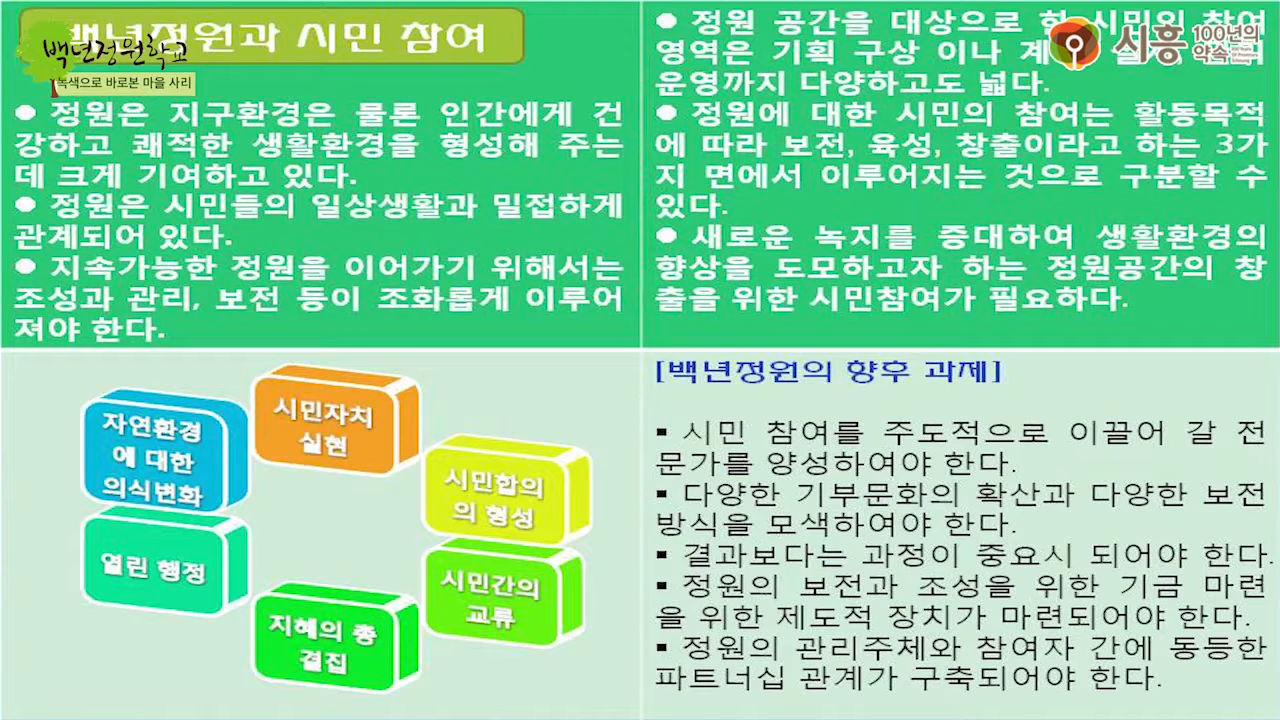 백년정원과 시민 참여
백년정원학교
녹색으로 바로본 마을 사리
● 정원은 지구환경은 물론 인간에게 건
강하고 쾌적한 생활환경을 형성해 주는
데 크게 기여하고 있다.
● 정원은 시민들의 일상생활과 밀접하게
관계되어 있다.
● 지속가능한 정원을 이어가기 위해서는
조성과 관리, 보전 등이 조화롭게 이루어
져야 한다.
● 정원 공간을 대상으로 한 시민의 참여
영역은 기획 구상 이나
운영까지 다양하고도 넓다.
● 정원에 대한 시민의 참여는 활동목적
에 따라 보전, 육성, 창출이라고 하는 3가
지 면에서 이루어지는 것으로 구분할 수
있다.
● 새로운 녹지를 증대하여 생활환경의
향상을 도모하고자 하는 정원공간의 창
출을 위한 시민참여가 필요하다.
시흥
100년의
약속
자연환경
에 대한
의식변화
시민자치
실현
시민합의
의 형성
시민간의
교류
지혜의 총
결집
열린 행정
[백년정원의 향후 과제]
▪ 시민 참여를 주도적으로 이끌어 갈 전
문가를 양성하여야 한다.
▪ 다양한 기부문화의 확산과 다양한 보전
방식을 모색하여야 한다.
▪ 결과보다는 과정이 중요시 되어야 한다.
▪ 정원의 보전과 조성을 위한 기금 마련
을 위한 제도적 장치가 마련되어야 한다.
▪ 정원의 관리주체와 참여자 간에 동등한
파트너십 관계가 구축되어야 한다.